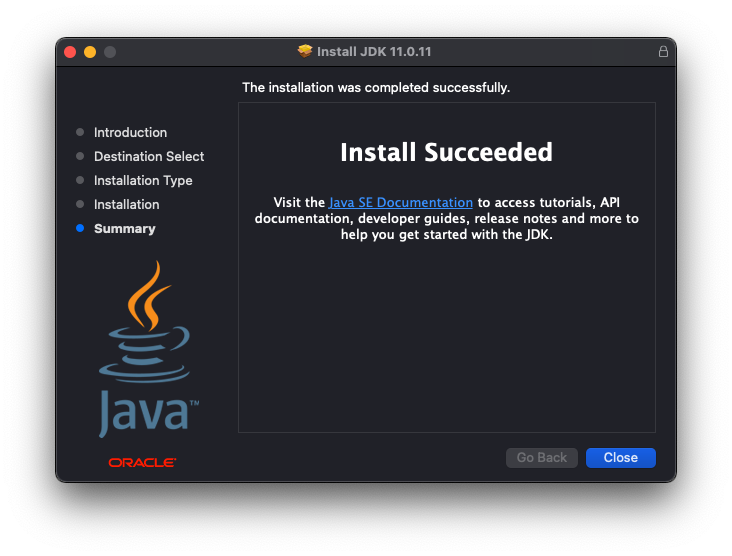 Install JDK 11.0.11
The installation was completed successfully.
Introduction
Destination Select
Installation Type
Installation
Summary
Install Succeeded
Visit the Java SE Documentation to access tutorials, API
documentation, developer guides, release notes and more to
help you get started with the JDK.
Java™
ORACLE®
Go Back
Close